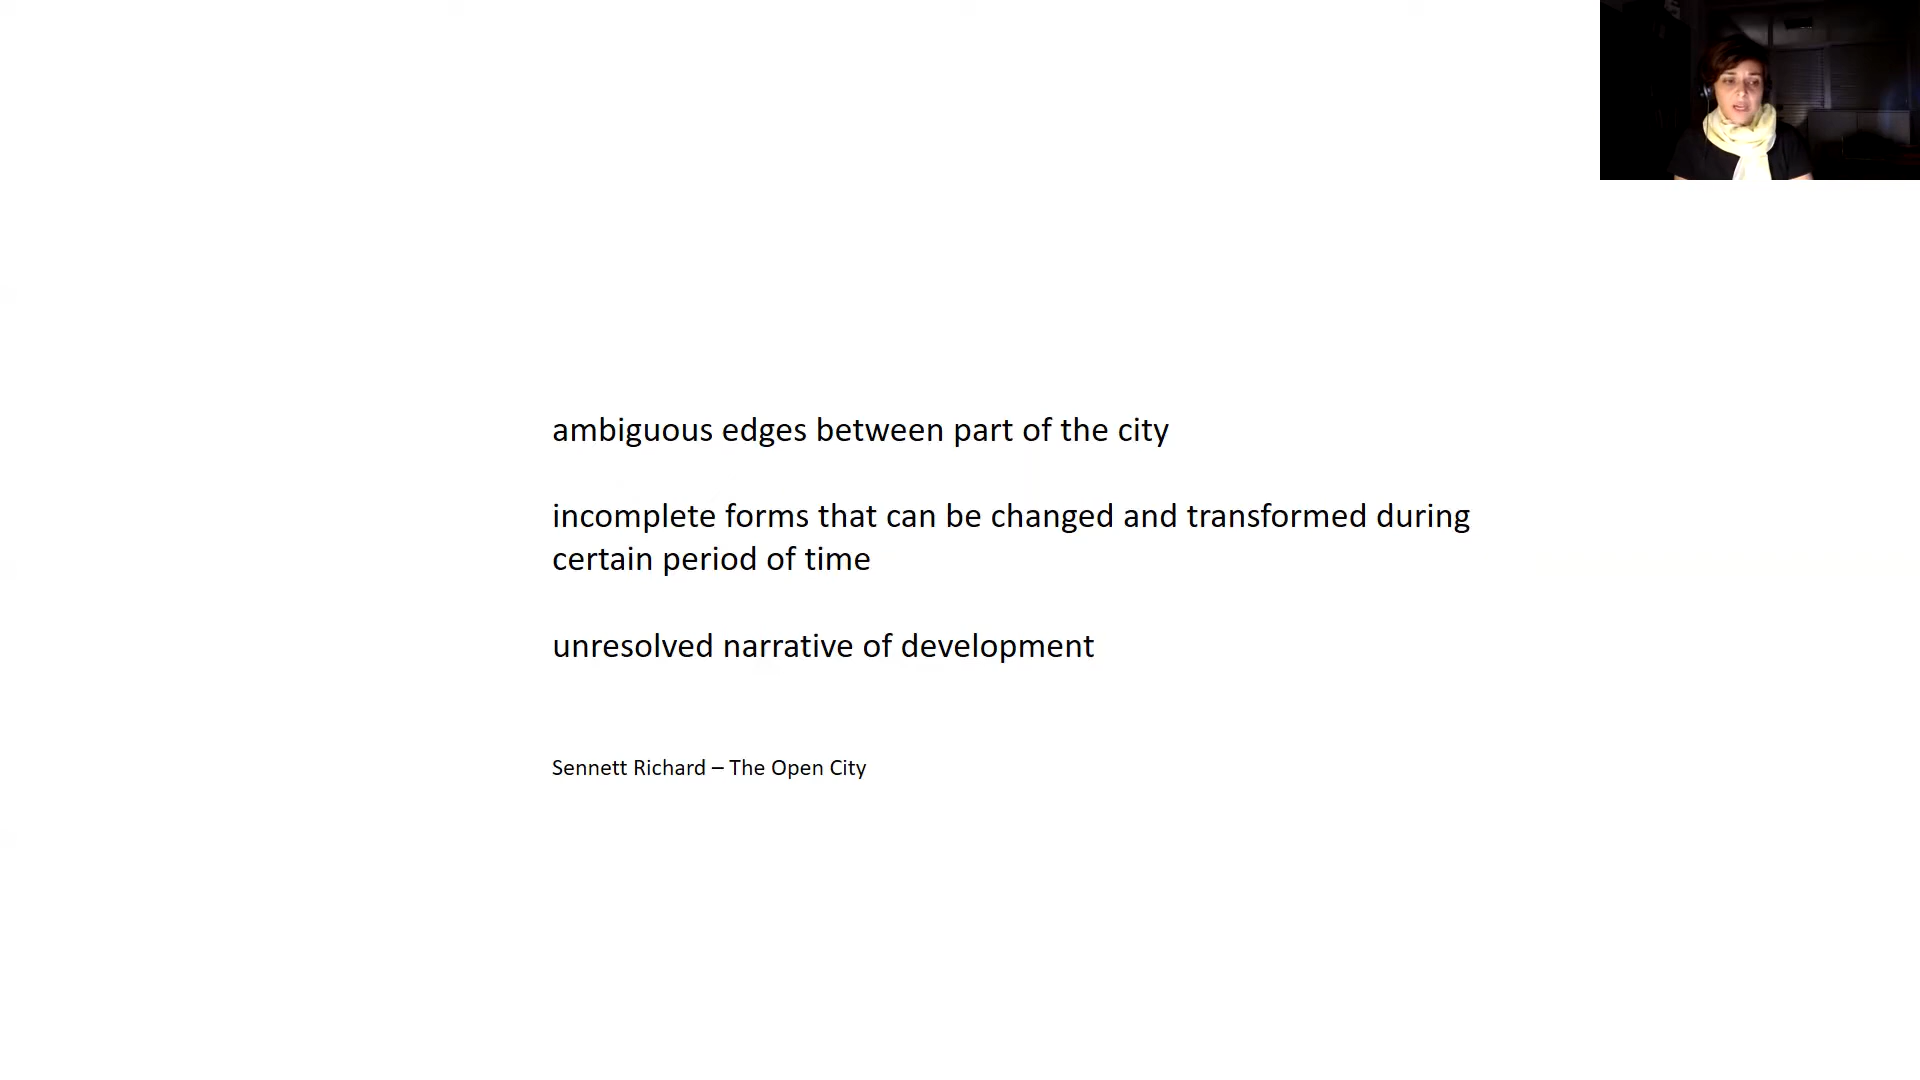 ambiguous edges between part of the city
incomplete forms that can be changed and transformed during
certain period of time
unresolved narrative of development
Sennett Richard – The Open City